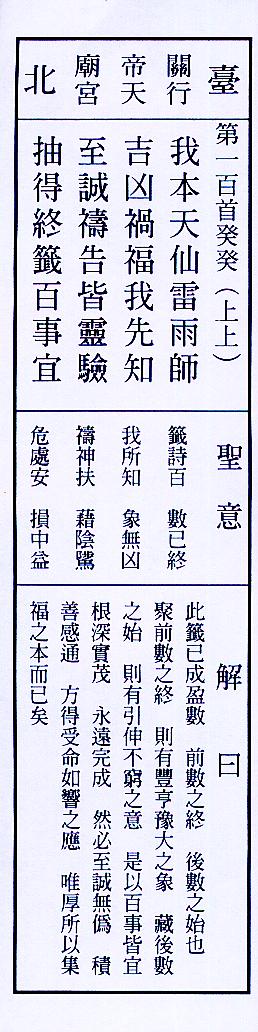 臺
關行
帝天
廟宮
北
第一百首癸癸（上上）
我本天仙雷雨師
吉凶禍福我先知
至誠禱告皆靈驗
抽得終籤百事宜
聖意
籤詩百 數已終
我所知 象無凶
禱神扶 藉陰騭
危處安 損中益
解曰
此籤已成盈數 前數之終 後數之始也
聚前數之終 則有豐亨豫大之象 藏後數
之始 則有引伸不窮之意 是以百事皆宜
根深實茂 永遠完成 然必至誠無僞 積
善感通 方得受命如響之應 唯厚所以集
福之本而已矣